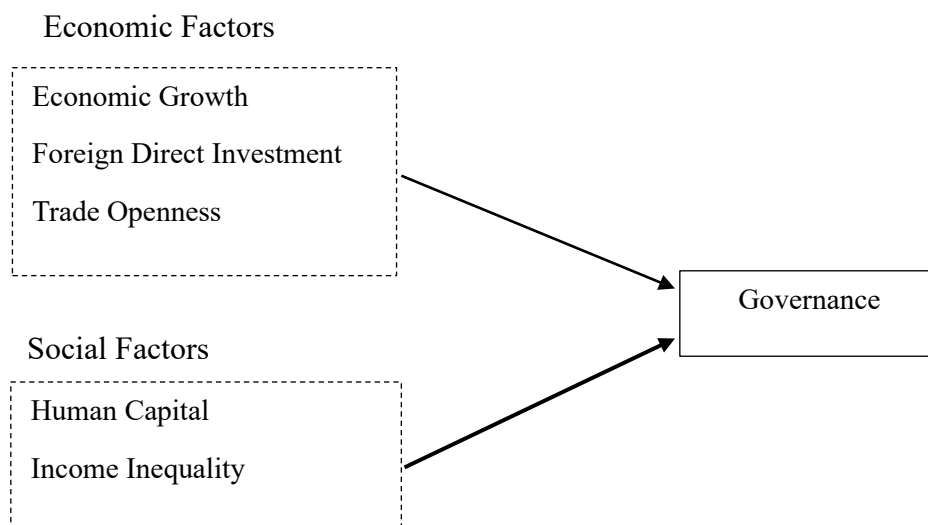 Economic Factors
Economic Growth
Foreign Direct Investment
Trade Openness
Governance
Social Factors
Human Capital
Income Inequality